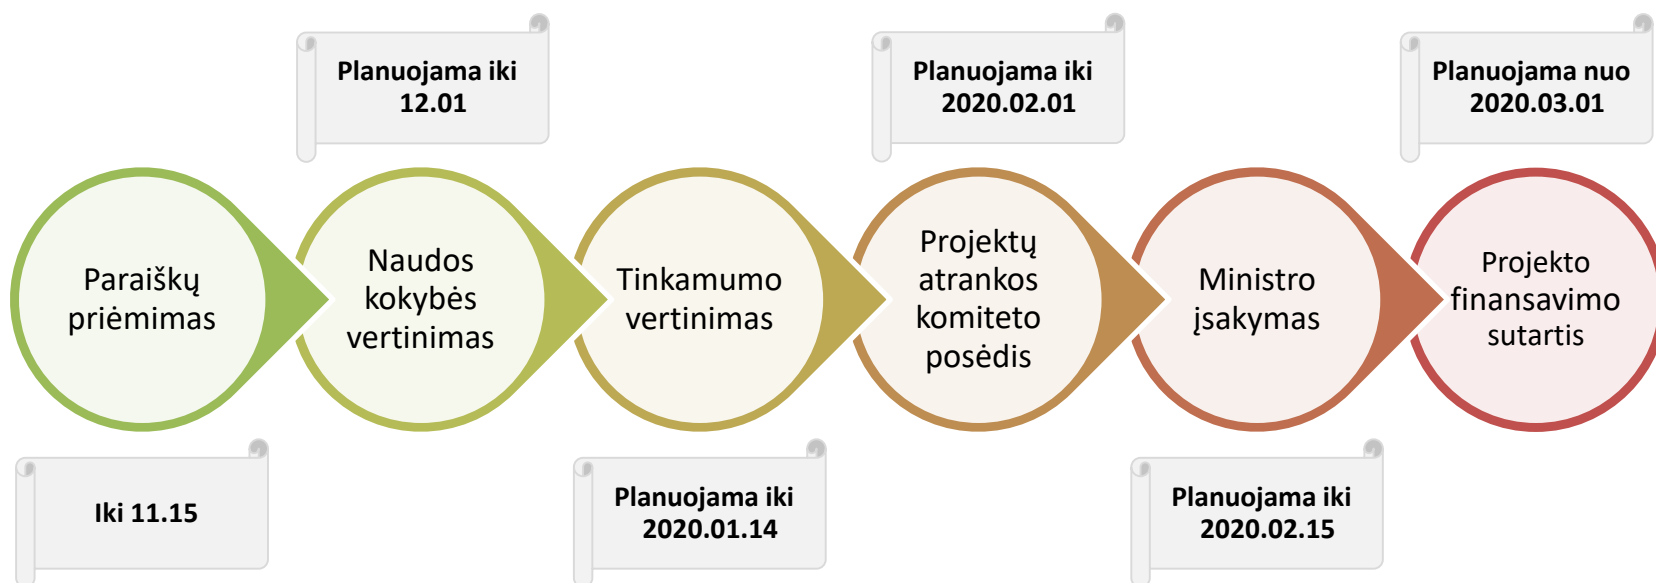 Planuojama iki
12.01
Planuojama iki
2020.02.01
Planuojama nuo
2020.03.01
Paraiškų
priėmimas
Naudos
kokybės
vertinimas
Tinkamumo
vertinimas
Projektų
atrankos
komiteto
posėdis
Ministro
įsakymas
Projekto
finansavimo
sutartis
Iki 11.15
Planuojama iki
2020.01.14
Planuojama iki
2020.02.15